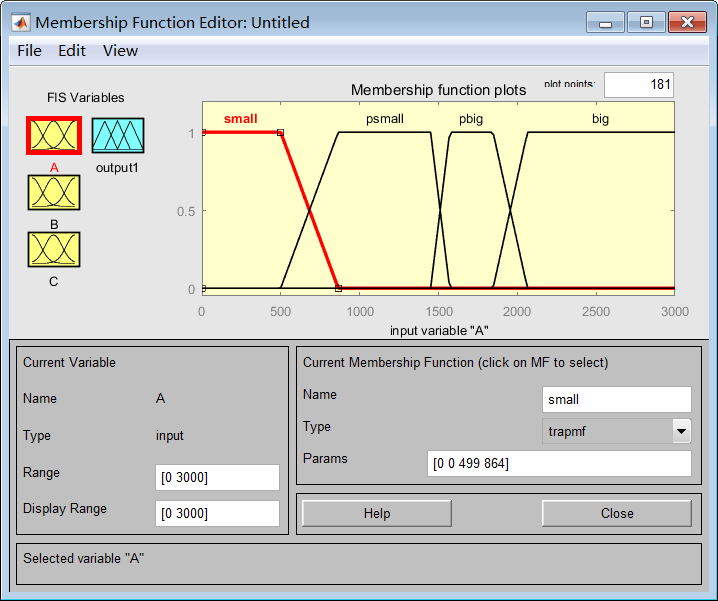 Membership Function Editor: Untitled
File Edit View
FIS Variables
Membership function plots
plot points:
181
small
psmall
pbig
big
A
output1
B
C
1
0.5
0
0
500
1000
1500
2000
2500
3000
input variable "A"
Current Variable
Name
A
Type
input
Range
[0 3000]
Display Range
[0 3000]
Current Membership Function (click on MF to select)
Name
small
Type
trapmf
Params
[0 0 499 864]
Help
Close
Selected variable "A"